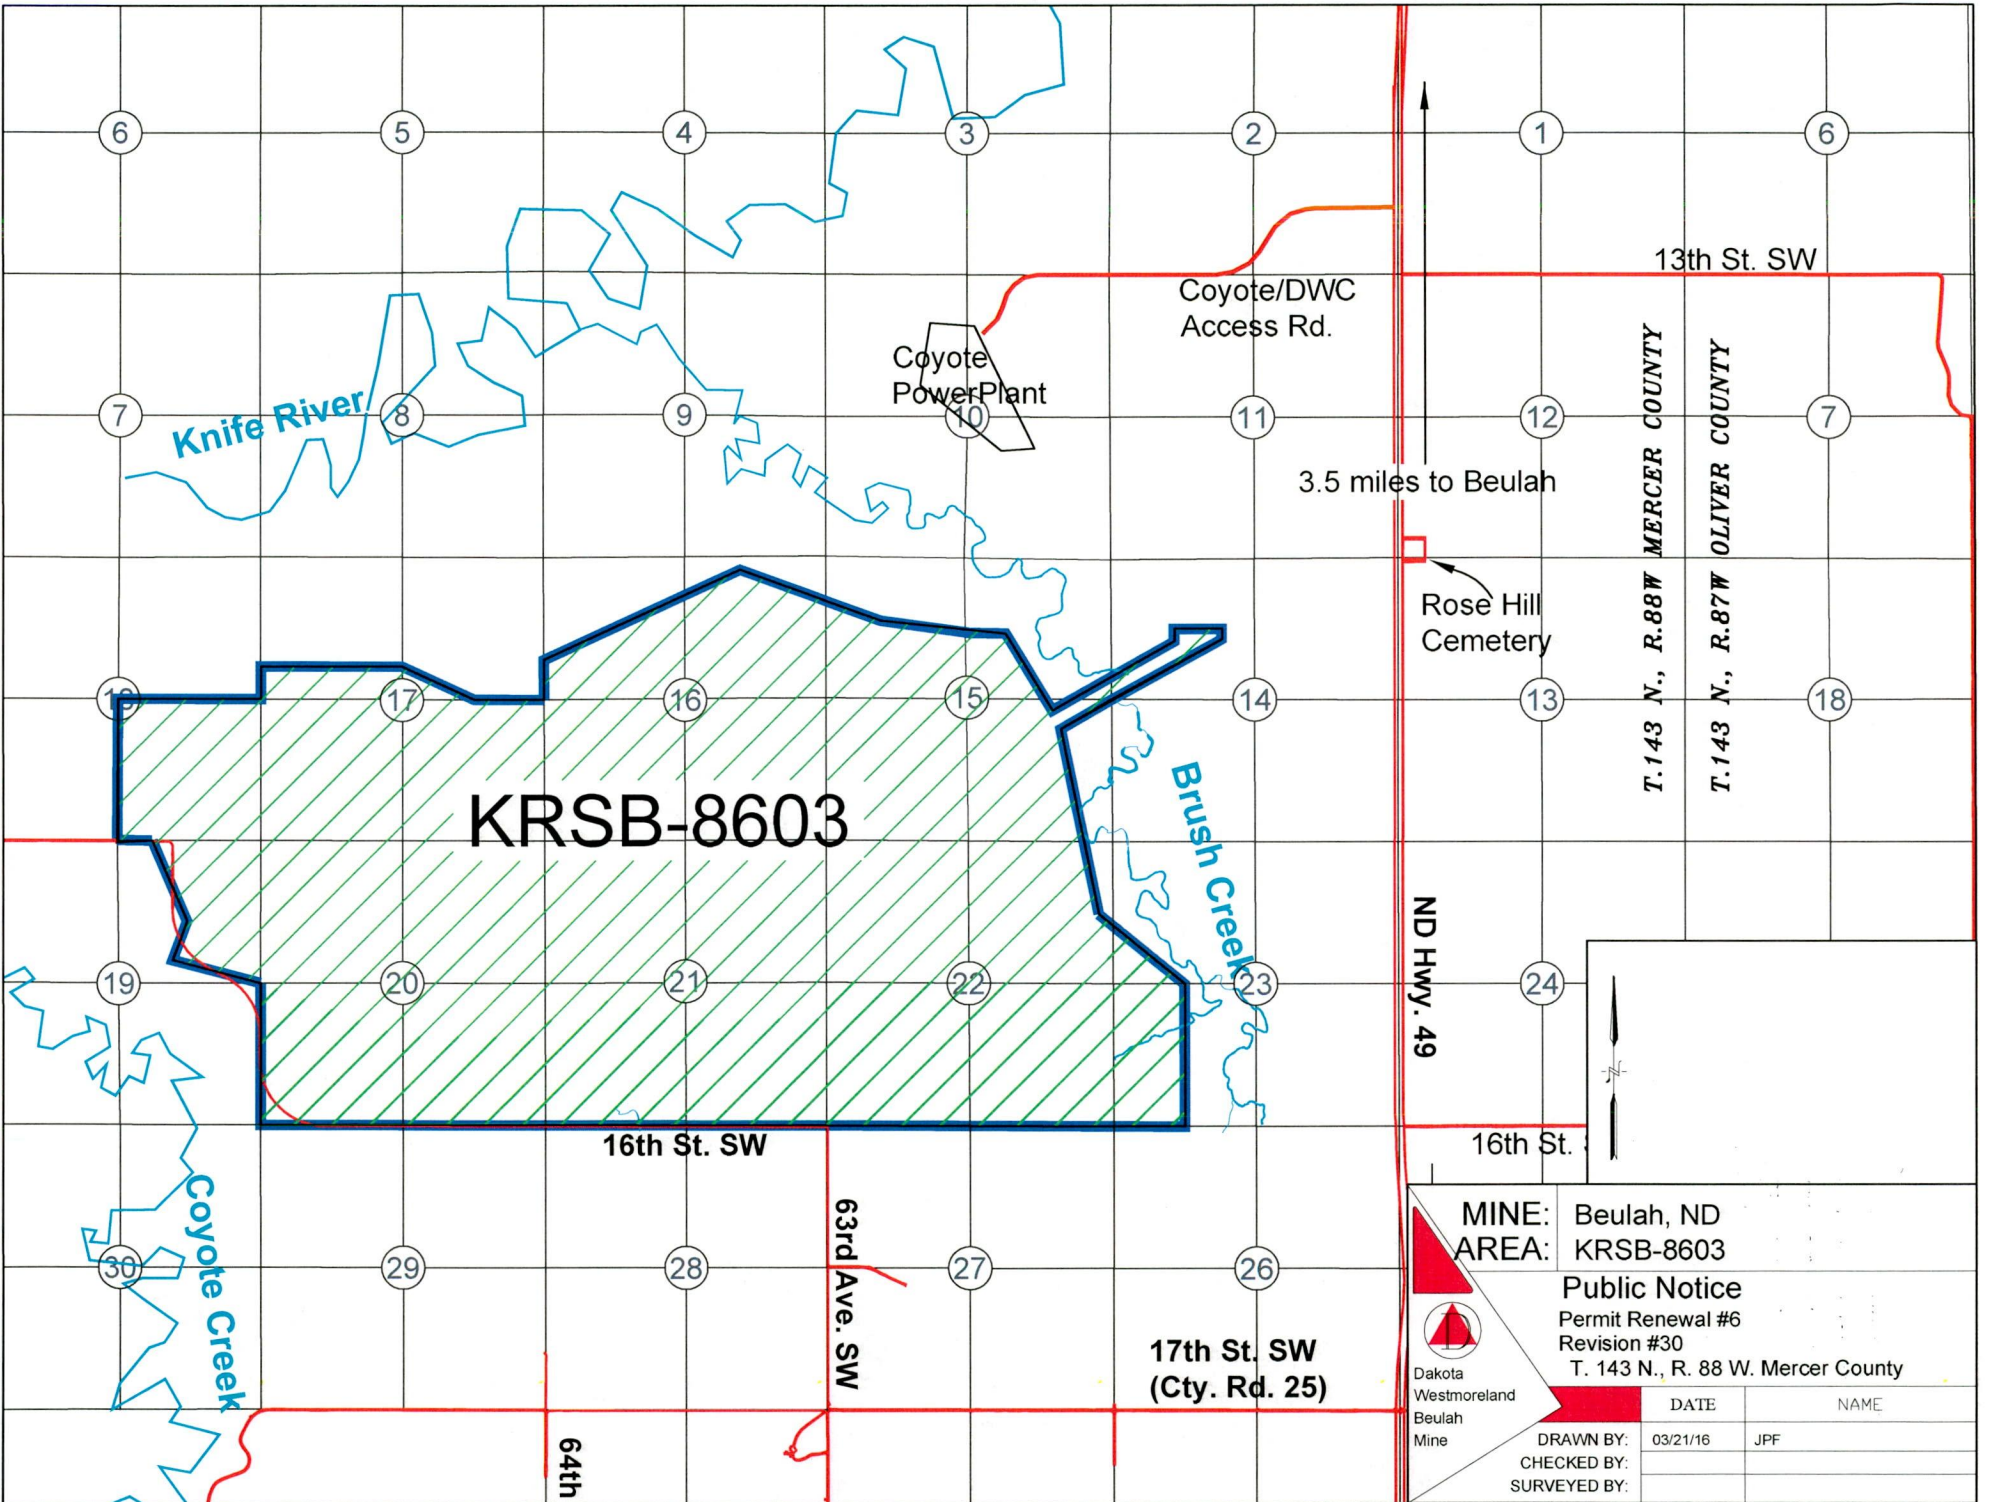 6
5
4
3
2
1
6
13th St. SW
Coyote/DWC
Access Rd.
Coyote
PowerPlant
Knife River
7
8
9
10
11
12
7
3.5 miles to Beulah
T.143 N., R.88W MERCER COUNTY
T.143 N., R.87W OLIVER COUNTY
Rose Hill
Cemetery
18
17
16
15
14
13
18
KRSB-8603
Brush Creek
ND Hwy. 49
19
20
21
22
23
24
N
16th St. SW
16th St.
Coyote Creek
63rd Ave. SW
30
29
28
27
26
17th St. SW
(Cty. Rd. 25)
64th
MINE: Beulah, ND
AREA: KRSB-8603
Public Notice
Permit Renewal #6
Revision #30
T. 143 N., R. 88 W. Mercer County
D
Dakota
Westmoreland
Beulah
Mine
DATE NAME
DRAWN BY: 03/21/16 JPF
CHECKED BY:
SURVEYED BY: